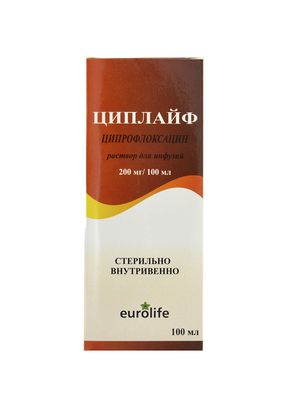 ЦИПЛАЙФ
ЦИПРОФЛОКСАЦИН
раствор для инфузий
200 мг/ 100 мл
СТЕРИЛЬНО
ВНУТРИВЕННО
eurolife
100 мл